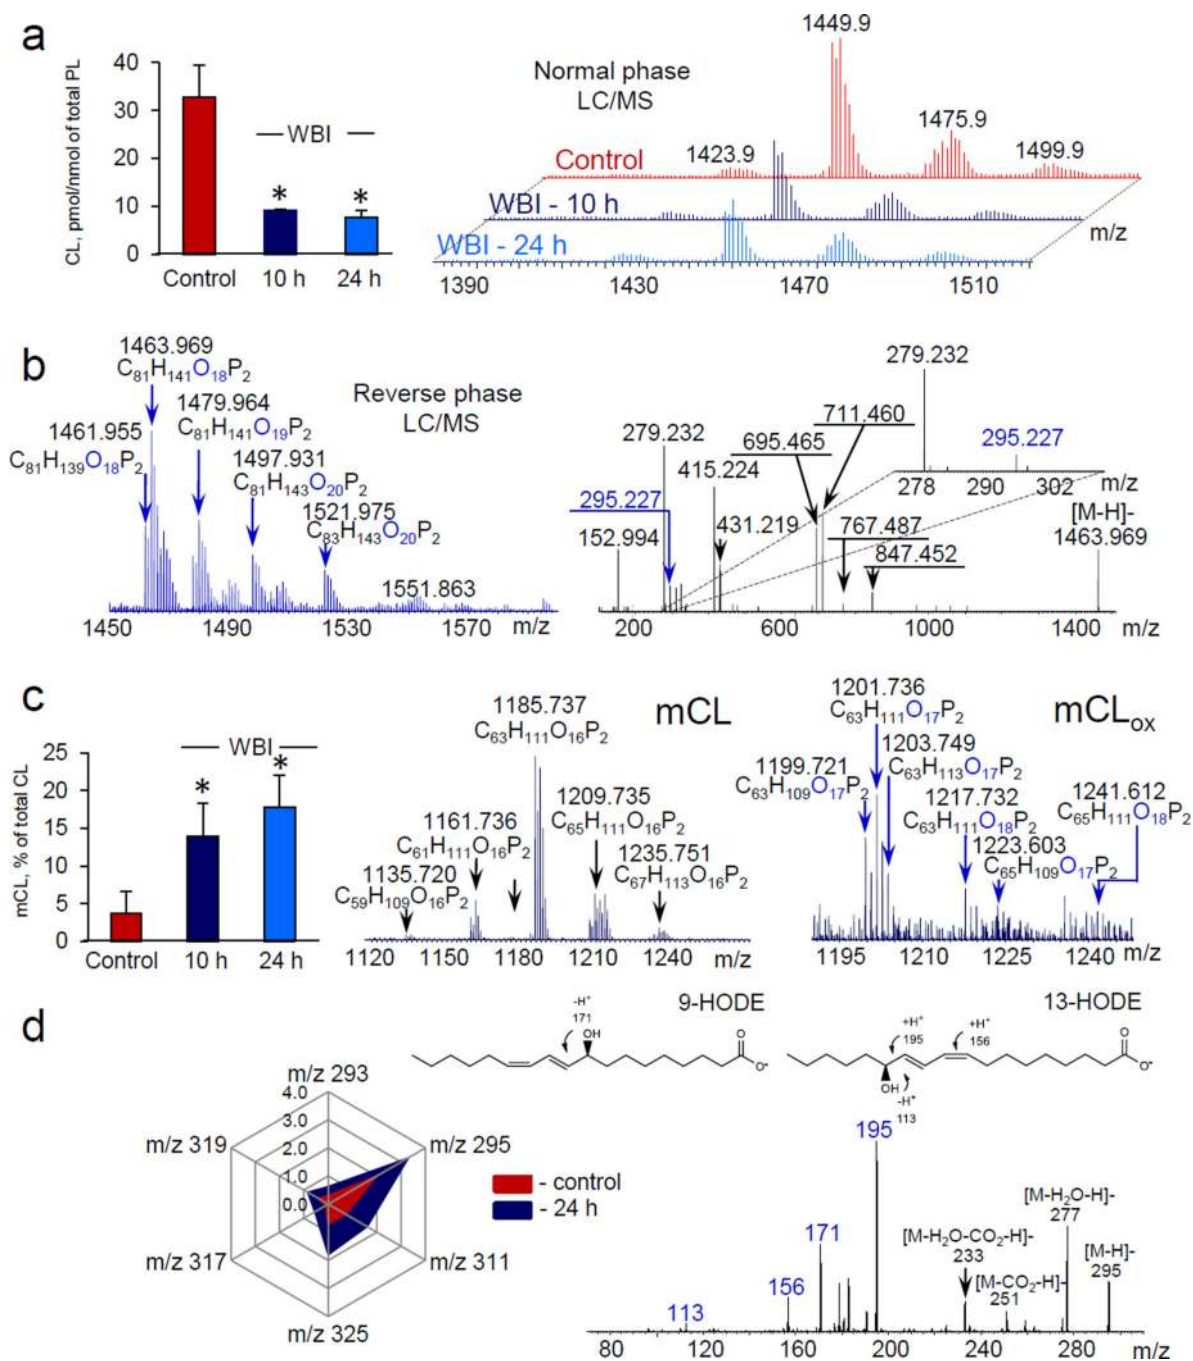 a
CL, pmol/nmol of total PL
40
30
20
10
0
WBI
*
*
Control 10 h 24 h
Normal phase
LC/MS
1449.9
1475.9
1499.9
1423.9
Control
WBI - 10 h
WBI - 24 h
m/z
1390 1430 1470 1510
b
1463.969
C81H141O18P2
1479.964
C81H141O19P2
1461.955
C81H139O18P2
1497.931
C81H143O20P2
1521.975
C83H143O20P2
1551.863
Reverse phase
LC/MS
1450 1490 1530 1570 m/z
279.232
711.460
695.465
279.232
415.224
295.227
295.227
431.219
152.994
767.487
847.452
278 290 302 m/z
[M-H]-
1463.969
200 600 1000 1400 m/z
c
mCL, % of total CL
25
20
15
10
5
0
WBI
*
*
Control 10 h 24 h
mCL
1185.737
C63H111O16P2
1209.735
C65H111O16P2
1161.736
C61H111O16P2
1235.751
C67H113O16P2
1135.720
C59H109O16P2
1120 1150 1180 1210 1240 m/z
mCLox
1201.736
C63H111O17P2
1203.749
C63H113O17P2
1199.721
C63H109O17P2
1217.732
C63H111O18P2
1241.612
C65H111O18P2
1223.603
C65H109O17P2
1195 1210 1225 1240 m/z
d
m/z 293
4.0
3.0
2.0
1.0
0.0
m/z 319
m/z 295
m/z 317
m/z 311
m/z 325
- control
- 24 h
9-HODE
-H+
171
OH
O
O-
13-HODE
+H+
195
+H+
156
OH
-H+
113
O
O-
195
171
156
113
[M-H2O-CO2-H]-
233
[M-CO2-H]-
251
[M-H2O-H]-
277
[M-H]-
295
80 120 160 200 240 280 m/z